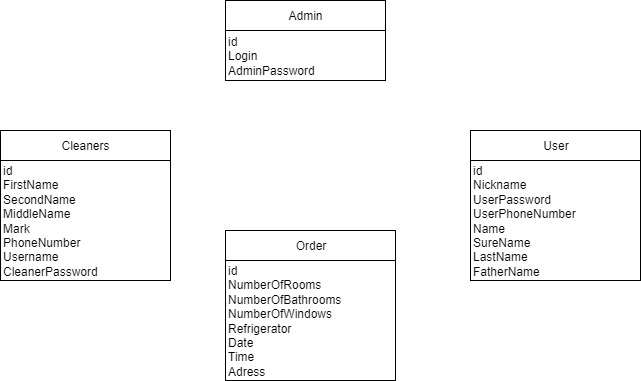 Admin
id
Login
AdminPassword
Cleaners
id
FirstName
SecondName
MiddleName
Mark
PhoneNumber
Username
CleanerPassword
User
id
Nickname
UserPassword
UserPhoneNumber
Name
SureName
LastName
FatherName
Order
id
NumberOfRooms
NumberOfBathrooms
NumberOfWindows
Refrigerator
Date
Time
Adress